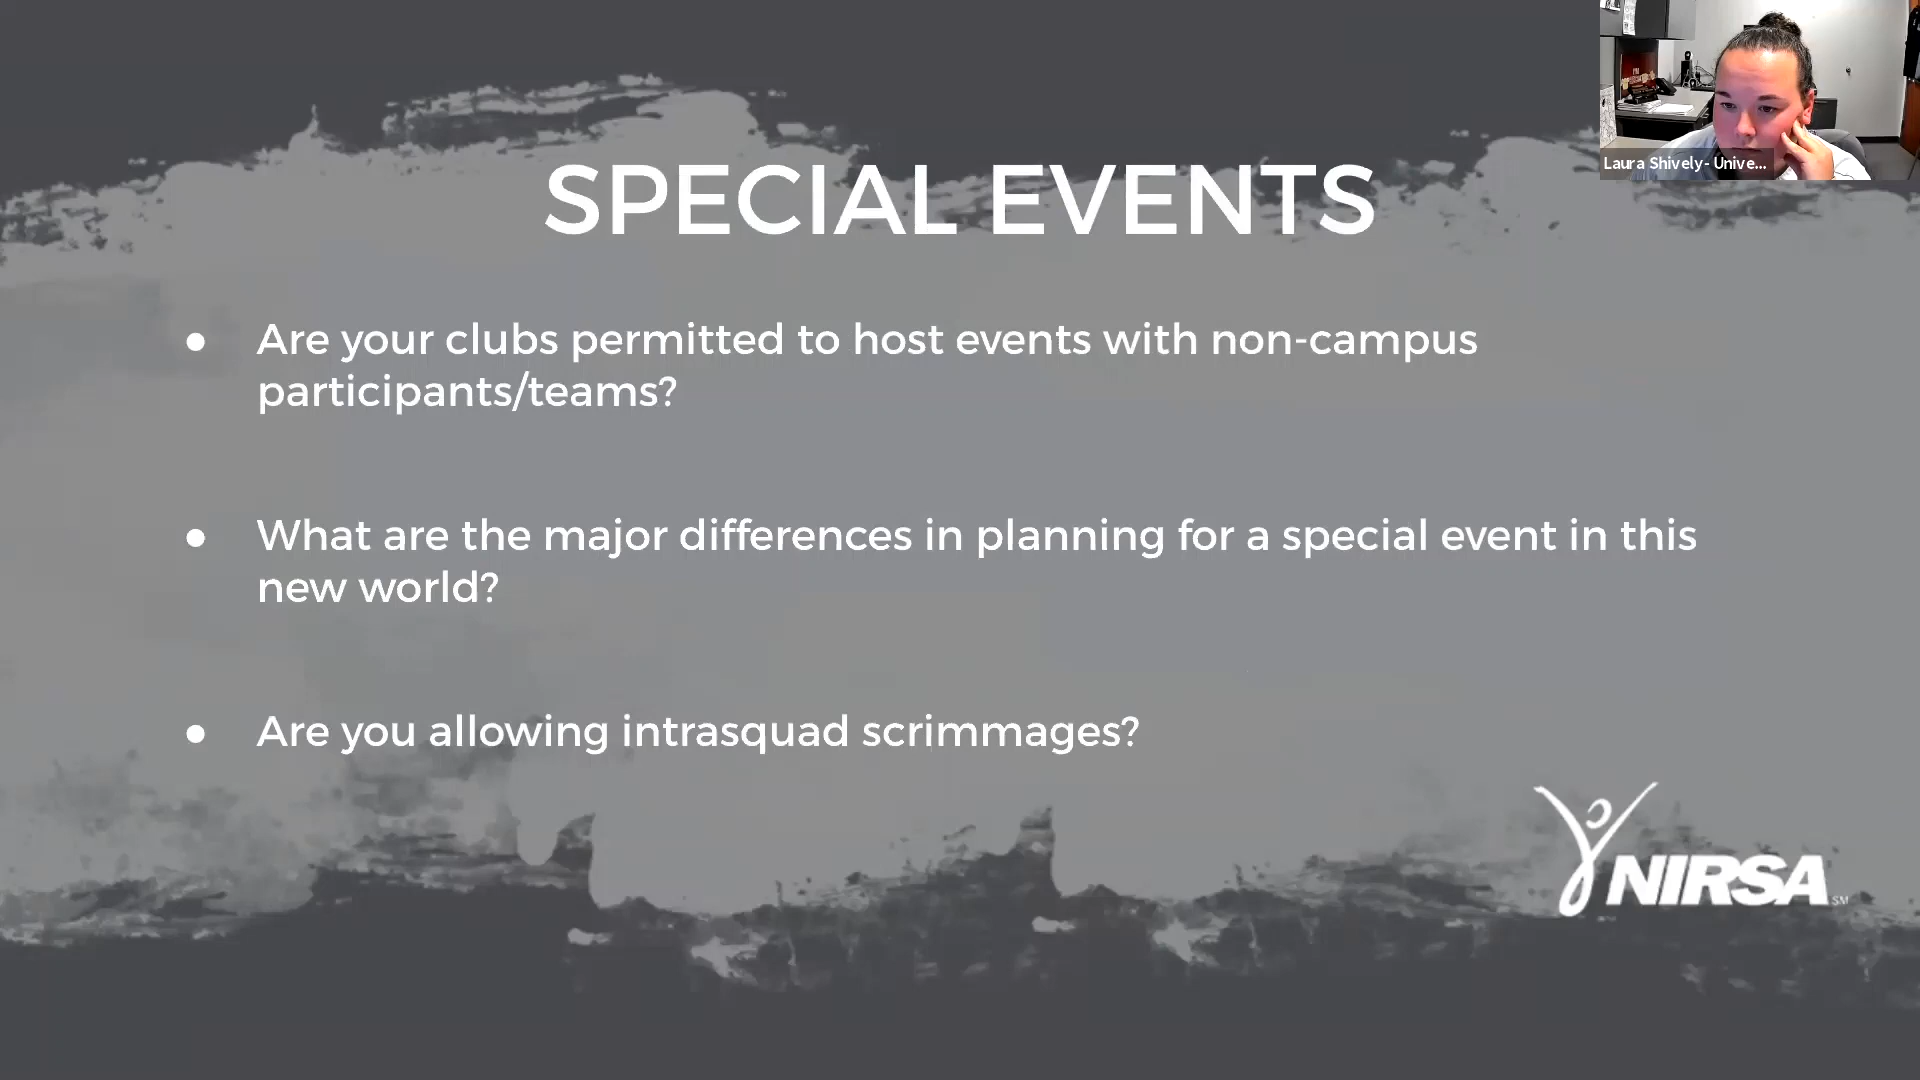 Laura Shively- Unive...
SPECIAL EVENTS
● Are your clubs permitted to host events with non-campus
participants/teams?
● What are the major differences in planning for a special event in this
new world?
● Are you allowing intrasquad scrimmages?
NIRSA SM